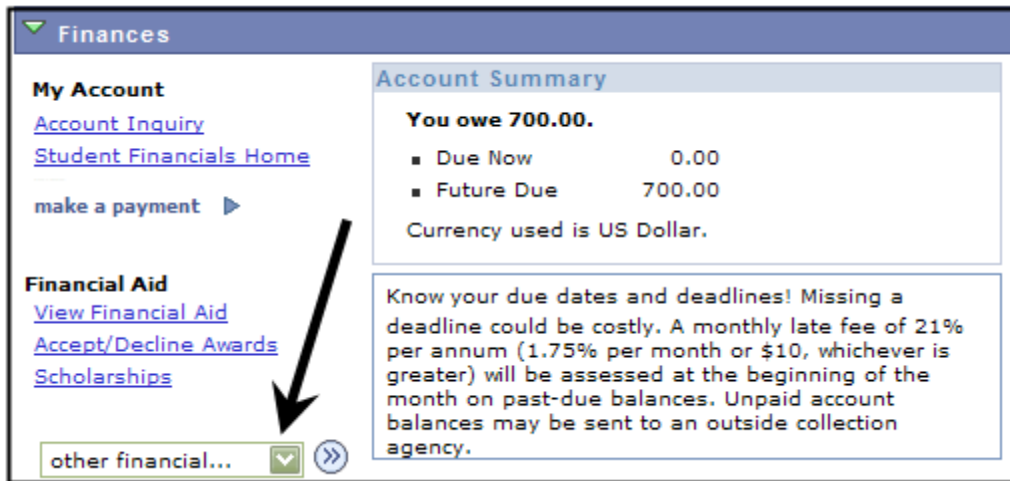 Finances
My Account
Account Inquiry
Student Financials Home
make a payment
Financial Aid
View Financial Aid
Accept/Decline Awards
Scholarships
other financial...
Account Summary
You owe 700.00.
Due Now 0.00
Future Due 700.00
Currency used is US Dollar.
Know your due dates and deadlines! Missing a
deadline could be costly. A monthly late fee of 21%
per annum (1.75% per month or $10, whichever is
greater) will be assessed at the beginning of the
month on past-due balances. Unpaid account
balances may be sent to an outside collection
agency.